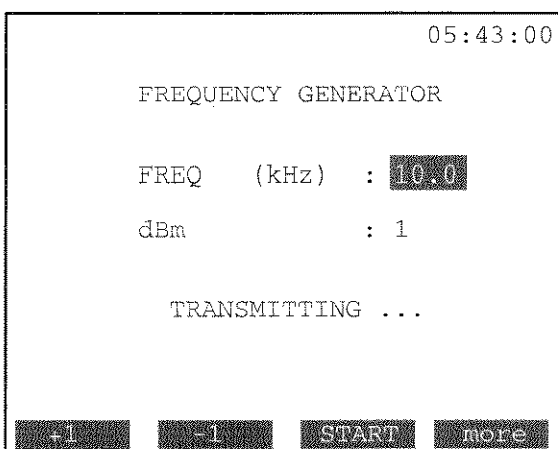 05:43:00
FREQUENCY GENERATOR
FREQ (kHz) : 10.0
dBm : 1
TRANSMITTING ...
+1 -1 START more